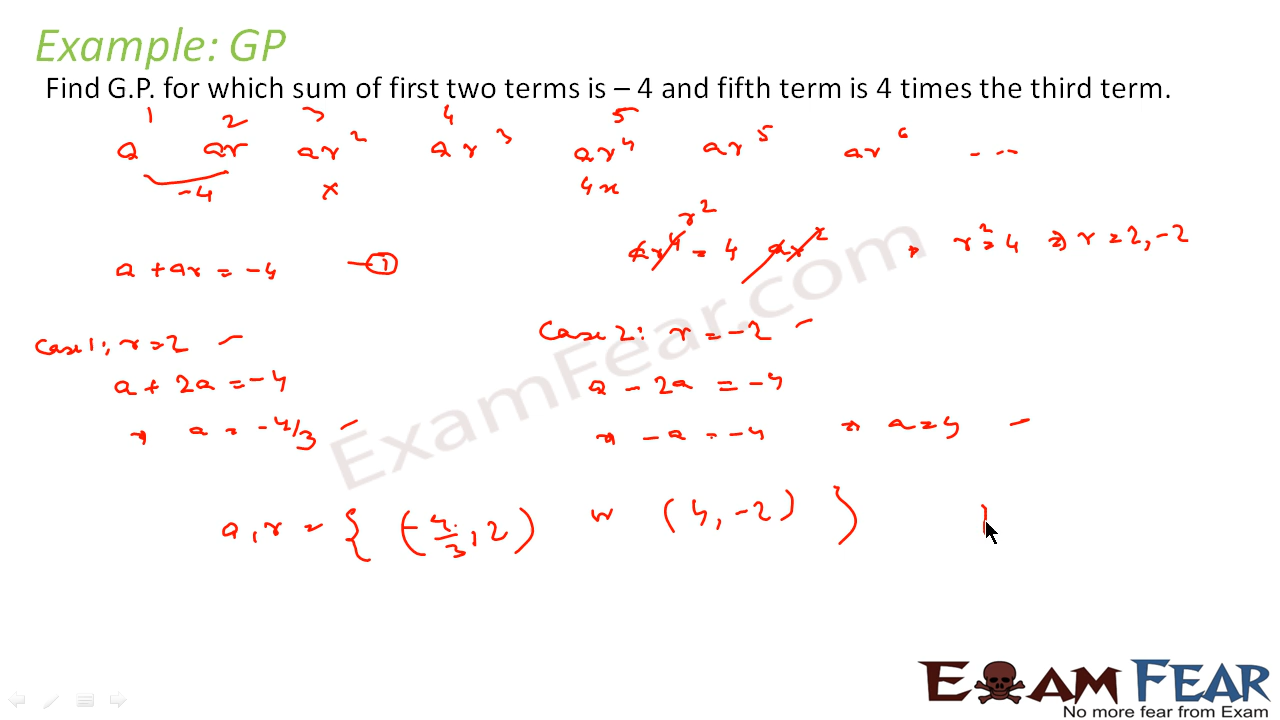 Example: GP
Find G.P. for which sum of first two terms is – 4 and fifth term is 4 times the third term.
1 2 3 4 5
a ar ar² ar³ ar⁴ ar⁵ ar⁶ - --
-4 x 4x
r²
ar⁴ = 4 ar² ⇒ r² = 4 ⇒ r = 2, -2
a + ar = -4 —①
Case 1: r = 2
a + 2a = -4
⇒ a = -4/3
Case 2: r = -2
a - 2a = -4
⇒ -a = -4 ⇒ a = 4
a, r = { (-4/3, 2) or (4, -2) }
ExamFear.com
EXAM FEAR
No more fear from Exam